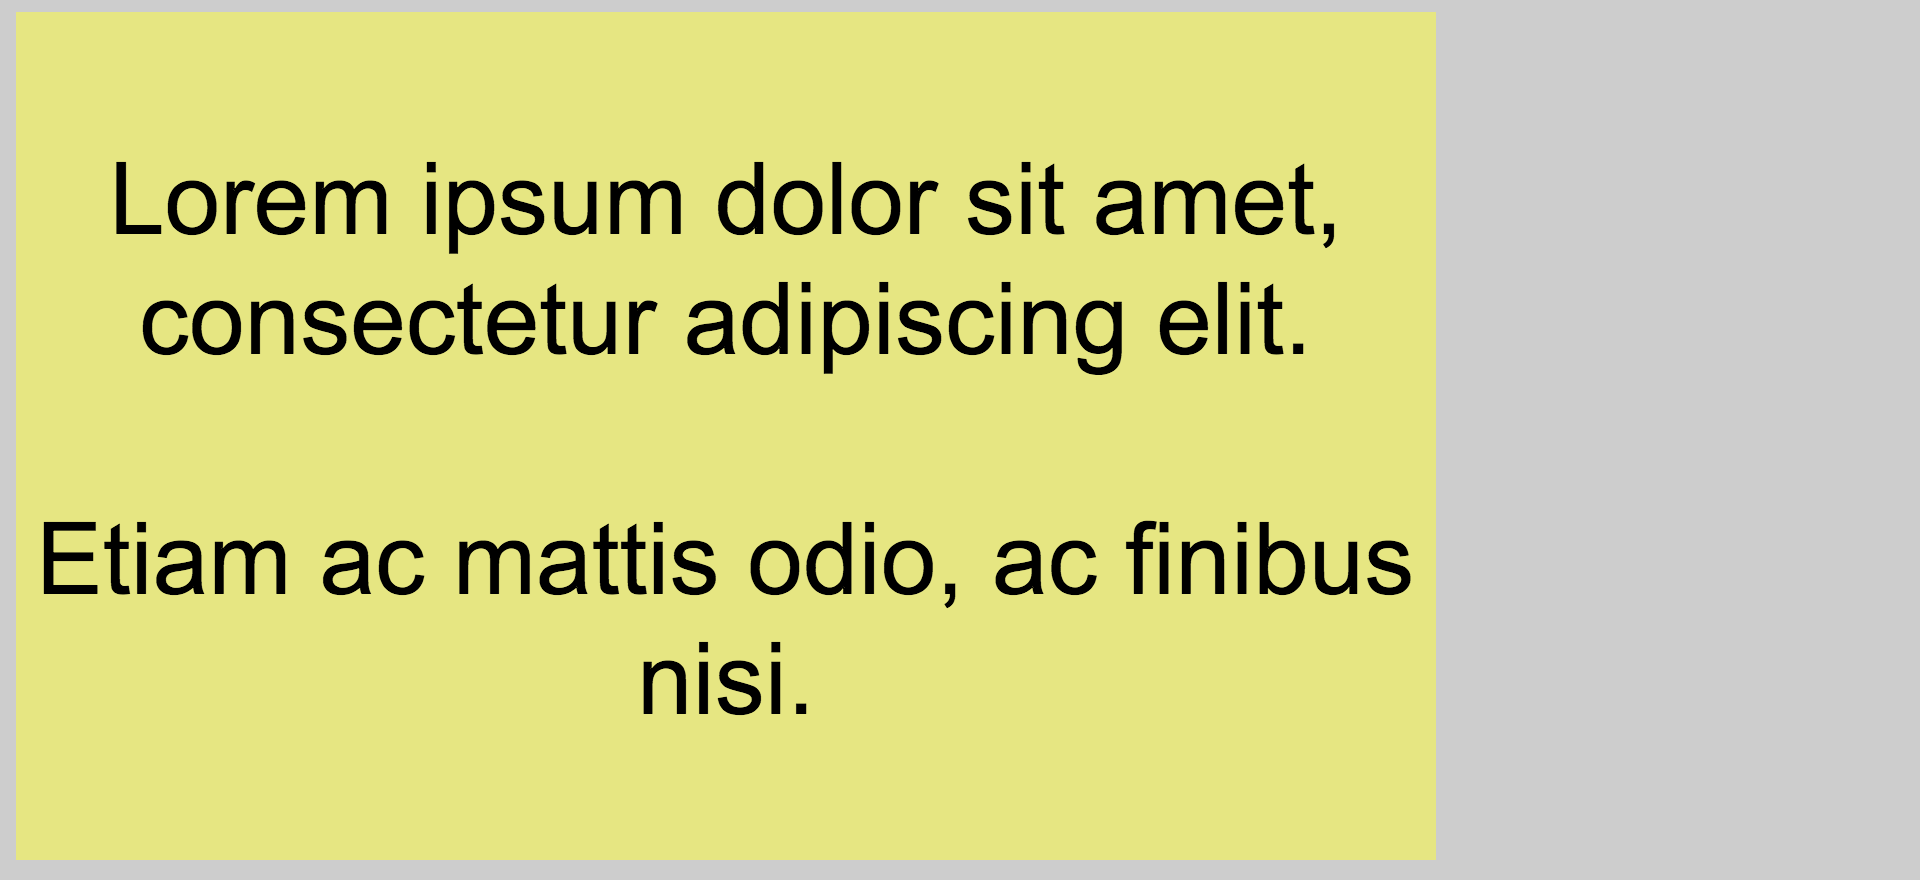 Lorem ipsum dolor sit amet,
consectetur adipiscing elit.
Etiam ac mattis odio, ac finibus
nisi.